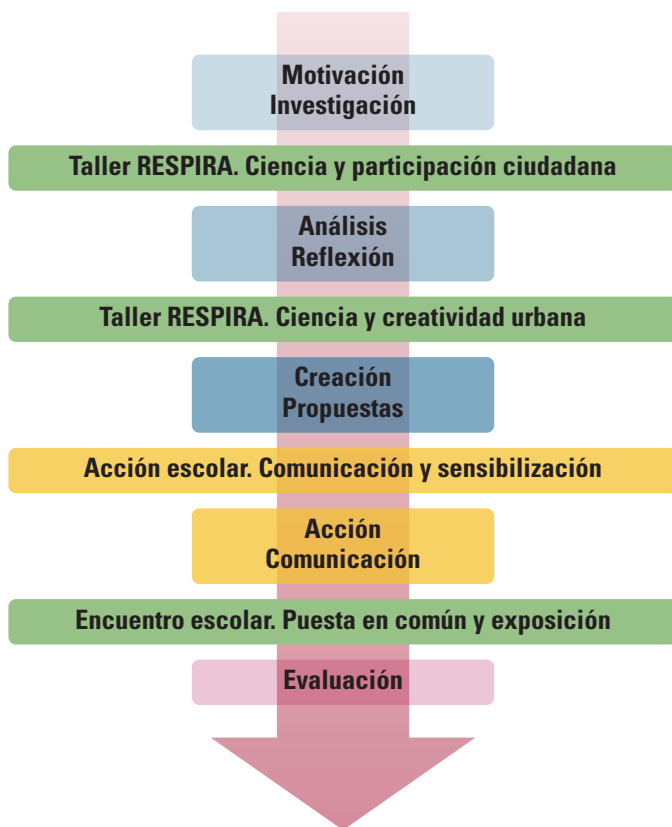 Motivación
Investigación
Taller RESPIRA. Ciencia y participación ciudadana
Análisis
Reflexión
Taller RESPIRA. Ciencia y creatividad urbana
Creación
Propuestas
Acción escolar. Comunicación y sensibilización
Acción
Comunicación
Encuentro escolar. Puesta en común y exposición
Evaluación